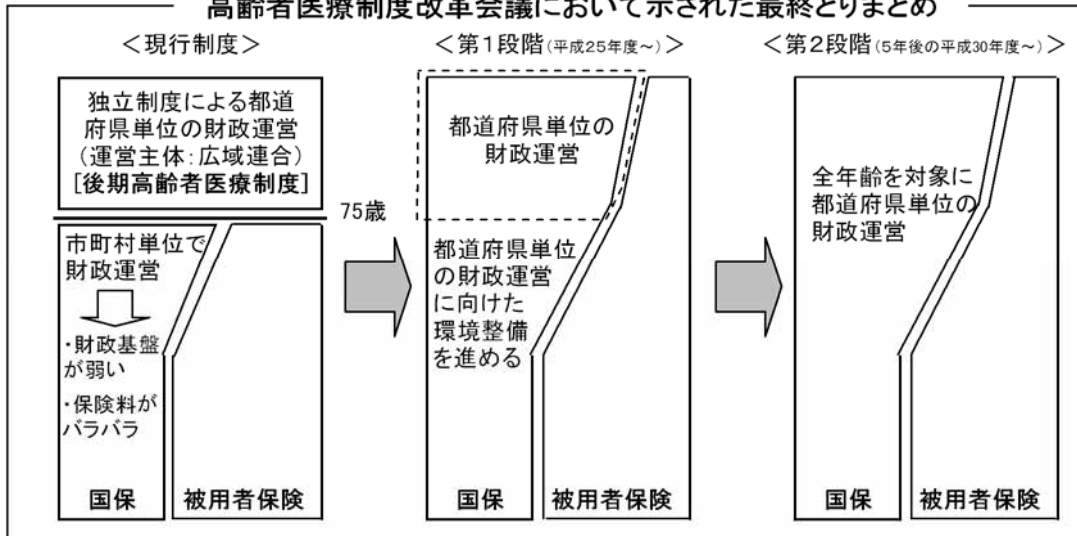 高齢者医療制度改革会議において示された最終とりまとめ
＜現行制度＞
独立制度による都道
府県単位の財政運営
（運営主体：広域連合）
[後期高齢者医療制度]
75歳
市町村単位で
財政運営
・財政基盤
が弱い
・保険料が
バラバラ
国保
被用者保険
＜第1段階(平成25年度～)＞
都道府県単位の
財政運営
都道府県単位
の財政運営
に向けた
環境整備
を進める
国保
被用者保険
＜第2段階(5年後の平成30年度～)＞
全年齢を対象に
都道府県単位の
財政運営
国保
被用者保険